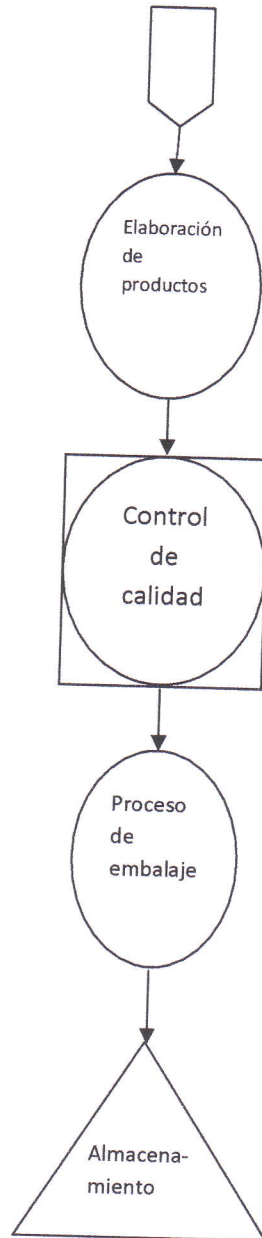 Elaboración
de
productos
Control
de
calidad
Proceso
de
embalaje
Almacena-
miento